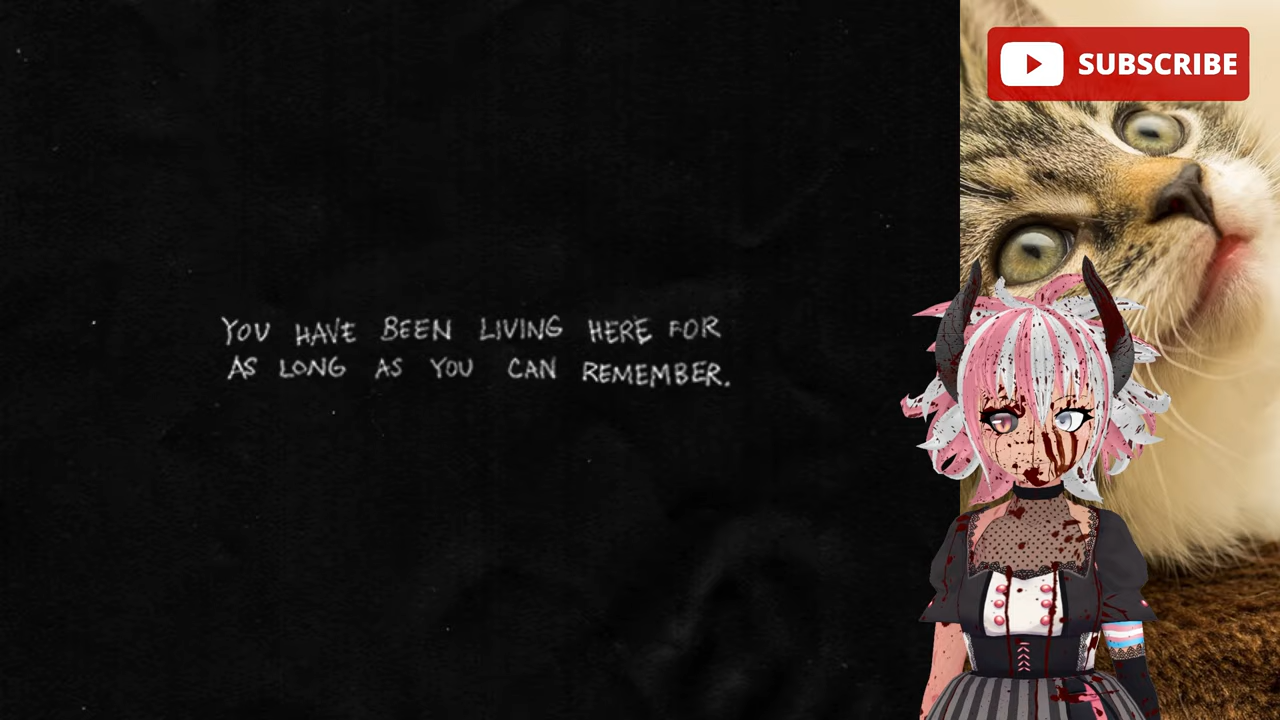 YOU HAVE BEEN LIVING HERE FOR
AS LONG AS YOU CAN REMEMBER.
SUBSCRIBE